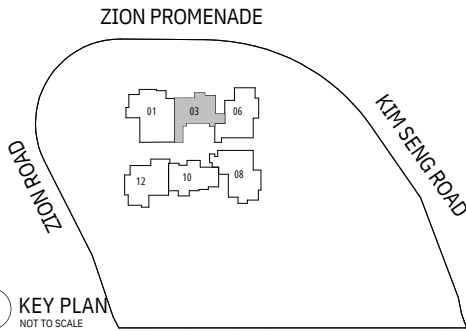 ZION PROMENADE
01
03
06
KIM SENG ROAD
ZION ROAD
12
10
08
KEY PLAN
NOT TO SCALE